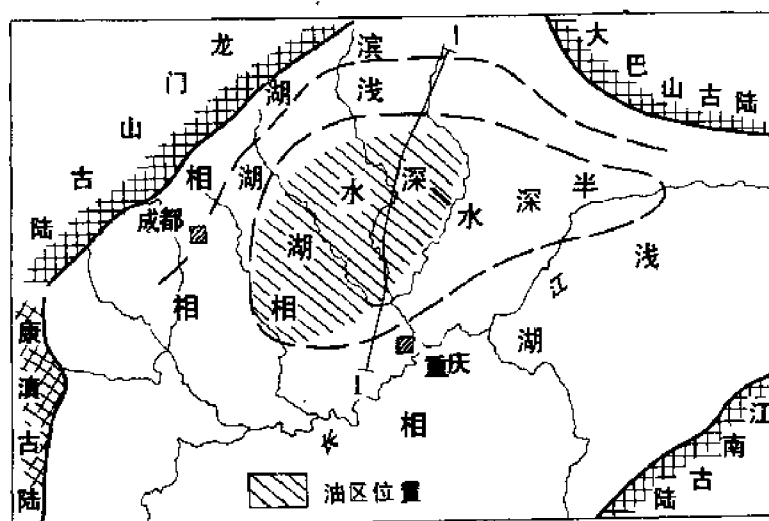 龙门山古陆
大巴山古陆
滨湖相
浅湖相
半深水—深水湖相
I
成都
浅湖相
长江
重庆
I
康滇古陆
江南古陆
油区位置